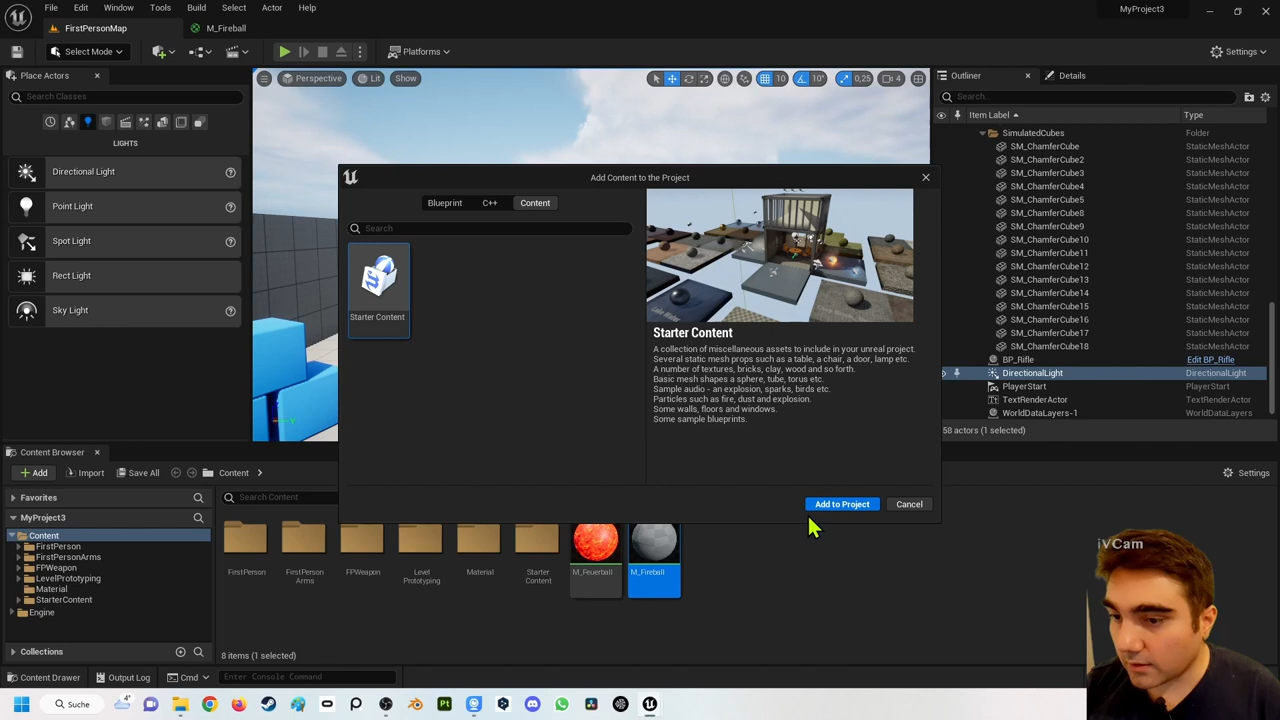 File Edit Window Tools Build Select Actor Help
MyProject3
FirstPersonMap
M_Fireball
Select Mode
Platforms
Settings
Place Actors
Perspective
Lit
Show
10
10°
0,25
4
Outliner
Details
Search Classes
Search...
Item Label
Type
LIGHTS
Directional Light
Point Light
Spot Light
Rect Light
Sky Light
SimulatedCubes Folder
SM_ChamferCube StaticMeshActor
SM_ChamferCube2 StaticMeshActor
SM_ChamferCube3 StaticMeshActor
SM_ChamferCube4 StaticMeshActor
SM_ChamferCube5 StaticMeshActor
SM_ChamferCube8 StaticMeshActor
SM_ChamferCube9 StaticMeshActor
SM_ChamferCube10 StaticMeshActor
SM_ChamferCube11 StaticMeshActor
SM_ChamferCube12 StaticMeshActor
SM_ChamferCube13 StaticMeshActor
SM_ChamferCube14 StaticMeshActor
SM_ChamferCube15 StaticMeshActor
SM_ChamferCube16 StaticMeshActor
SM_ChamferCube17 StaticMeshActor
SM_ChamferCube18 StaticMeshActor
BP_Rifle Edit BP_Rifle
DirectionalLight DirectionalLight
PlayerStart PlayerStart
TextRenderActor TextRenderActor
WorldDataLayers-1 WorldDataLayers
58 actors (1 selected)
Add Content to the Project
Blueprint C++ Content
Search
Starter Content
Starter Content
A collection of miscellaneous assets to include in your unreal project.
Several static mesh props such as a table, a chair, a door, lamp etc.
A number of textures, bricks, clay, wood and so forth.
Basic mesh shapes a sphere, tube, torus etc.
Sample audio - an explosion, sparks, birds etc.
Particles such as fire, dust and explosion.
Some walls, floors and windows.
Some sample blueprints.
Add to Project
Cancel
Content Browser
Add
Import
Save All
Content
Settings
Favorites
MyProject3
Content
FirstPerson
FirstPersonArms
FPWeapon
LevelPrototyping
Material
StarterContent
Engine
Collections
Search Content
FirstPerson
FirstPerson
Arms
FPWeapon
Level
Prototyping
Material
Starter
Content
M_Feuerball
M_Fireball
8 items (1 selected)
iVCam
Content Drawer
Output Log
Cmd
Enter Console Command
Suche
4°
Pt